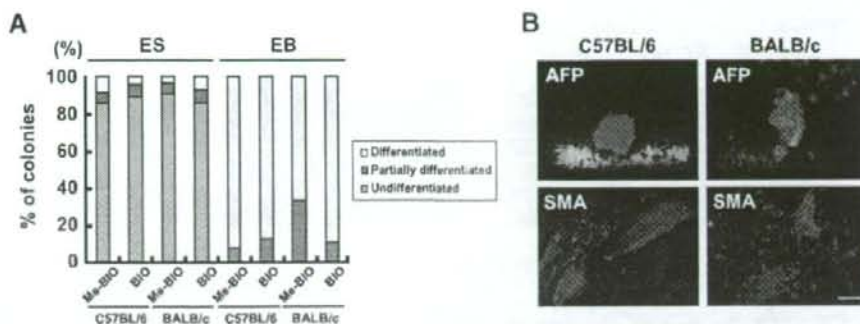 A
(%)
ES
EB
100
80
60
40
20
0
% of colonies
Differentiated
Partially differentiated
Undifferentiated
Me-BIO
BIO
Me-BIO
BIO
Me-BIO
BIO
Me-BIO
BIO
C57BL/6
BALB/c
C57BL/6
BALB/c
B
C57BL/6
BALB/c
AFP
AFP
SMA
SMA